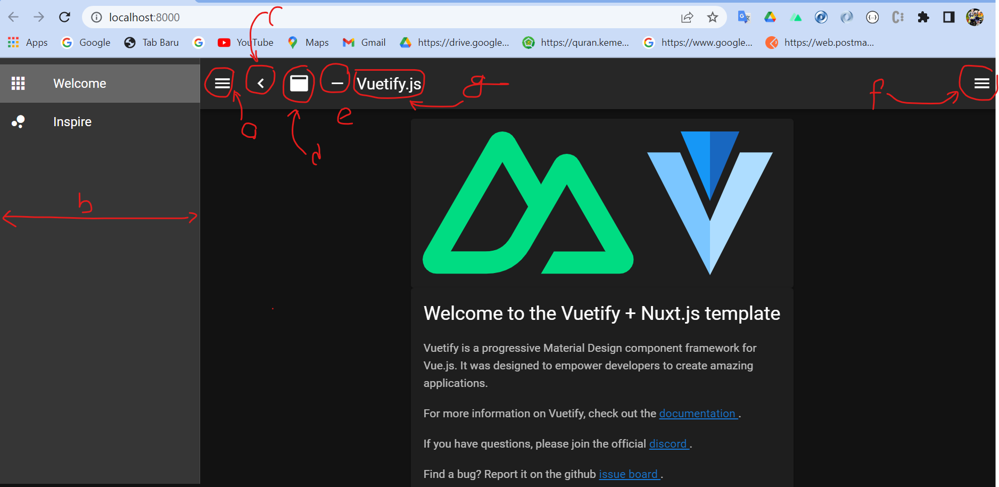 localhost:8000
Apps Google Tab Baru YouTube Maps Gmail https://drive.google... https://quran.keme... https://www.google... https://web.postma...
c
Welcome
Vuetify.js
g
f
Inspire
a
e
d
b
Welcome to the Vuetify + Nuxt.js template
Vuetify is a progressive Material Design component framework for
Vue.js. It was designed to empower developers to create amazing
applications.
For more information on Vuetify, check out the documentation .
If you have questions, please join the official discord .
Find a bug? Report it on the github issue board .